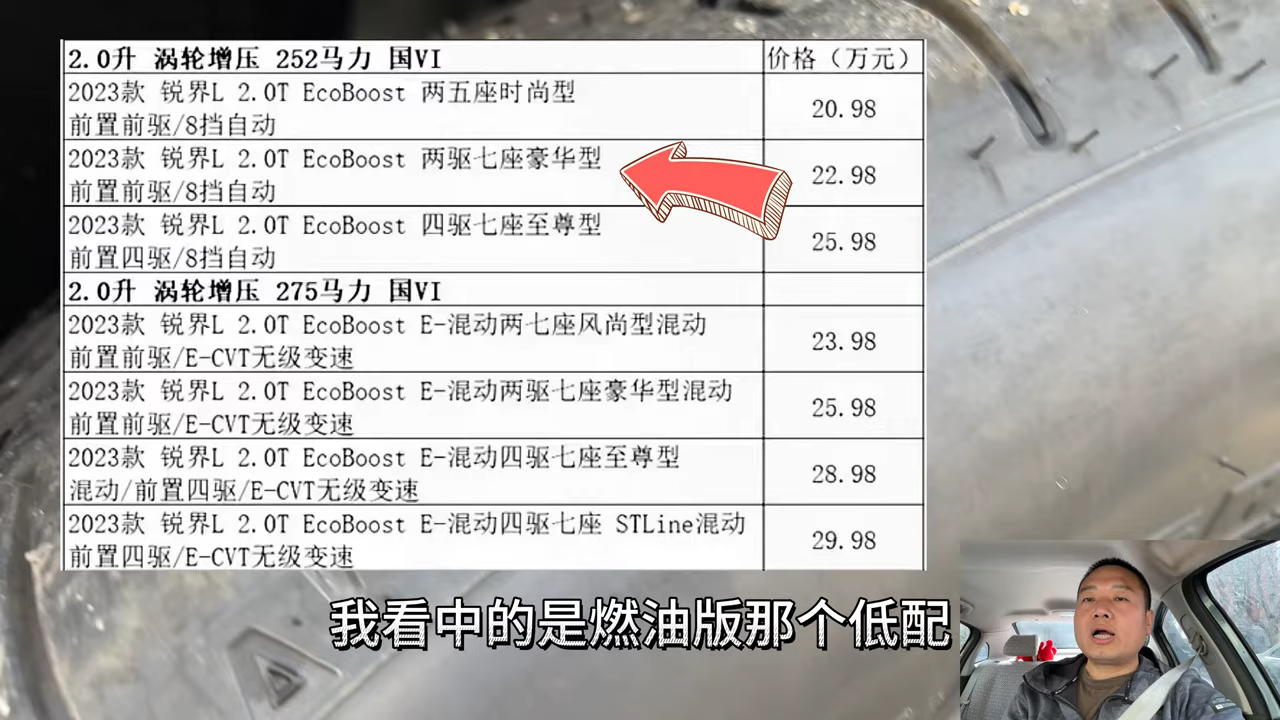 2.0升 涡轮增压 252马力 国VI 价格（万元）
2023款 锐界L 2.0T EcoBoost 两五座时尚型
前置前驱/8挡自动
20.98
2023款 锐界L 2.0T EcoBoost 两驱七座豪华型
前置前驱/8挡自动
22.98
2023款 锐界L 2.0T EcoBoost 四驱七座至尊型
前置四驱/8挡自动
25.98
2.0升 涡轮增压 275马力 国VI
2023款 锐界L 2.0T EcoBoost E-混动两七座风尚型混动
前置前驱/E-CVT无级变速
23.98
2023款 锐界L 2.0T EcoBoost E-混动两驱七座豪华型混动
前置前驱/E-CVT无级变速
25.98
2023款 锐界L 2.0T EcoBoost E-混动四驱七座至尊型
混动/前置四驱/E-CVT无级变速
28.98
2023款 锐界L 2.0T EcoBoost E-混动四驱七座 STLine混动
前置四驱/E-CVT无级变速
29.98
我看中的是燃油版那个低配